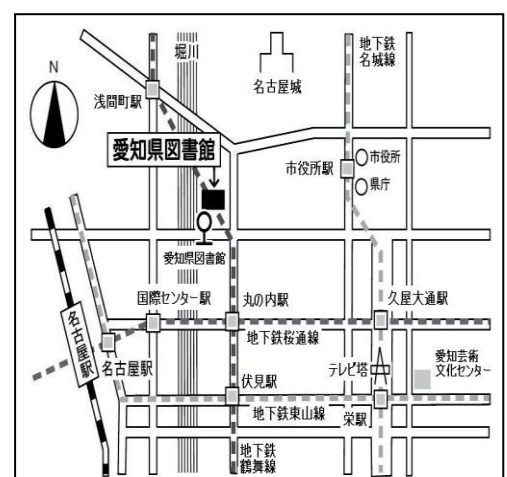 堀川
地下鉄
名城線
N
名古屋城
浅間町駅
愛知県図書館
市役所
市役所駅
県庁
愛知県図書館
国際センター駅
丸の内駅
久屋大通駅
名古屋駅
名古屋駅
地下鉄桜通線
テレビ塔
愛知芸術
文化センター
伏見駅
地下鉄東山線
栄駅
地下鉄
鶴舞線